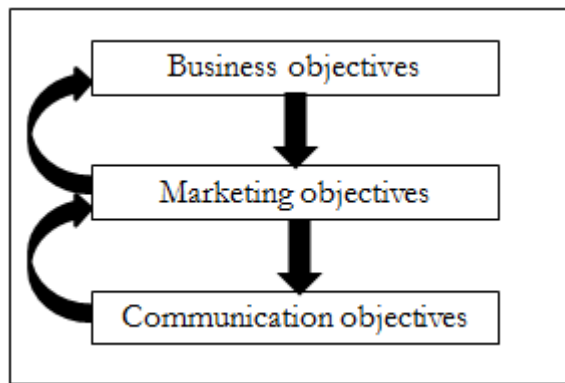 Business objectives
Marketing objectives
Communication objectives